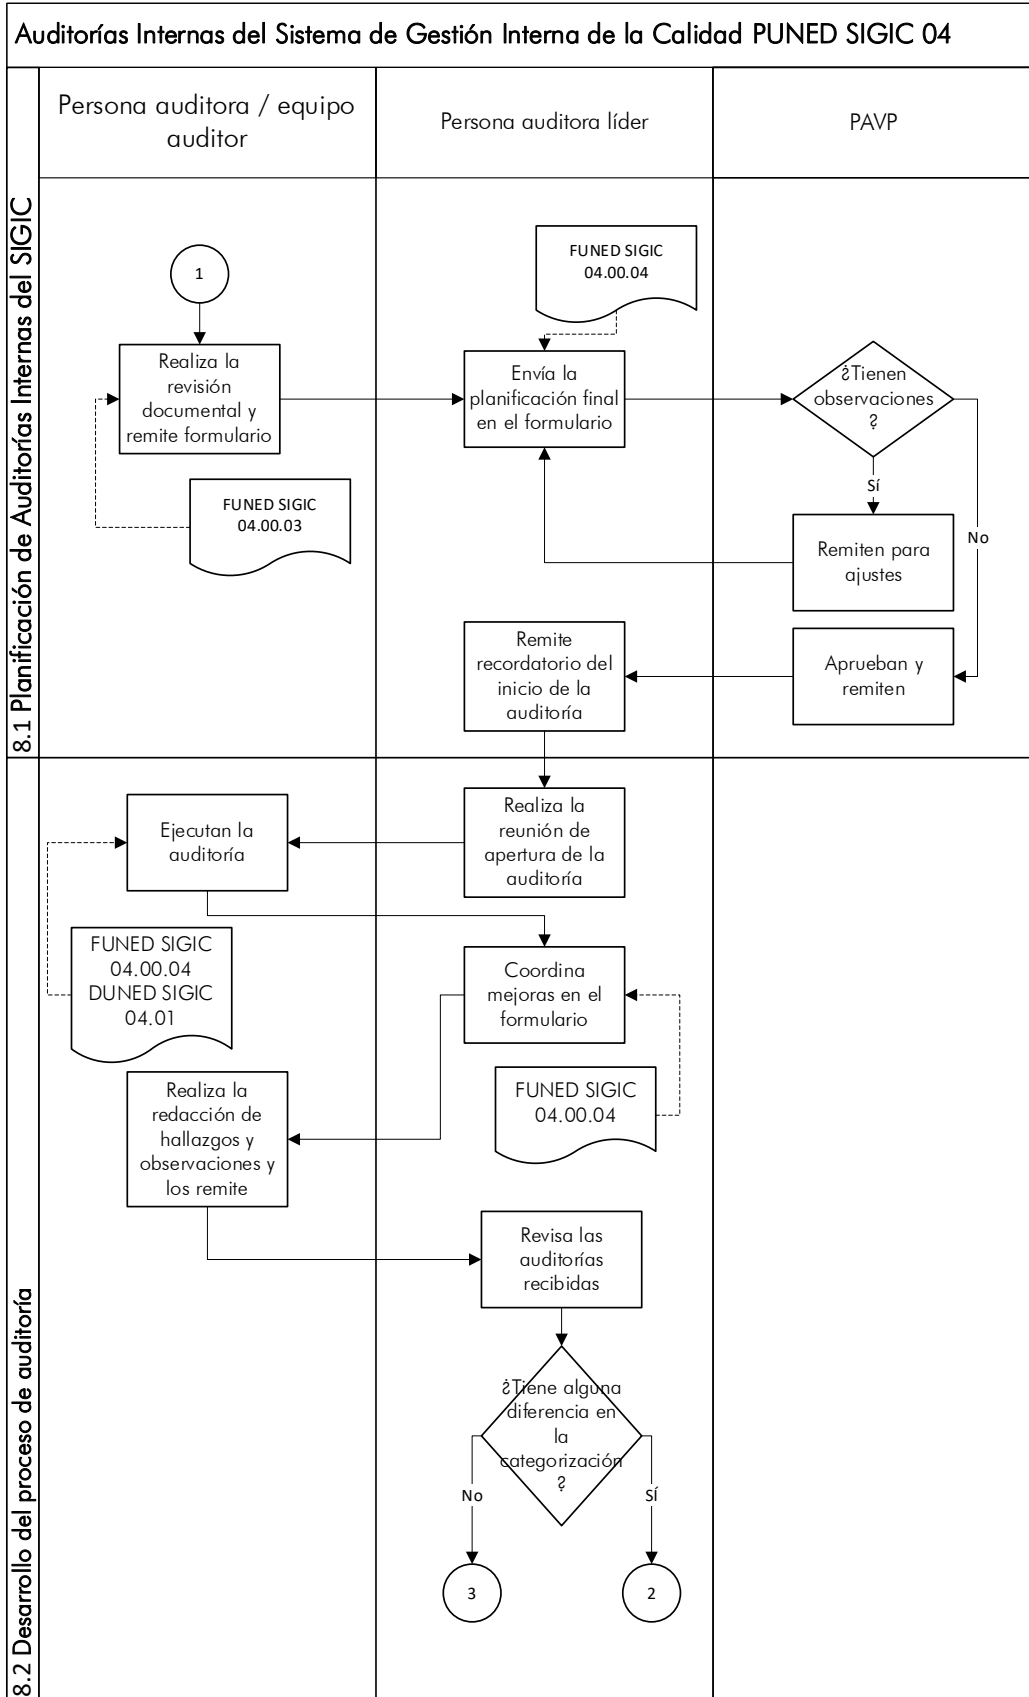 Auditorías Internas del Sistema de Gestión Interna de la Calidad PUNED SIGIC 04
Persona auditora / equipo
auditor
Persona auditora líder
PAVP
8.1 Planificación de Auditorías Internas del SIGIC
1
FUNED SIGIC
04.00.04
Realiza la
revisión
documental y
remite formulario
Envía la
planificación final
en el formulario
¿Tienen
observaciones
?
Sí
No
FUNED SIGIC
04.00.03
Remiten para
ajustes
Remite
recordatorio del
inicio de la
auditoría
Aprueban y
remiten
8.2 Desarrollo del proceso de auditoría
Ejecutan la
auditoría
Realiza la
reunión de
apertura de la
auditoría
FUNED SIGIC
04.00.04
DUNED SIGIC
04.01
Coordina
mejoras en el
formulario
FUNED SIGIC
04.00.04
Realiza la
redacción de
hallazgos y
observaciones y
los remite
Revisa las
auditorías
recibidas
¿Tiene alguna
diferencia en
la
categorización
?
No
SÍ
3
2